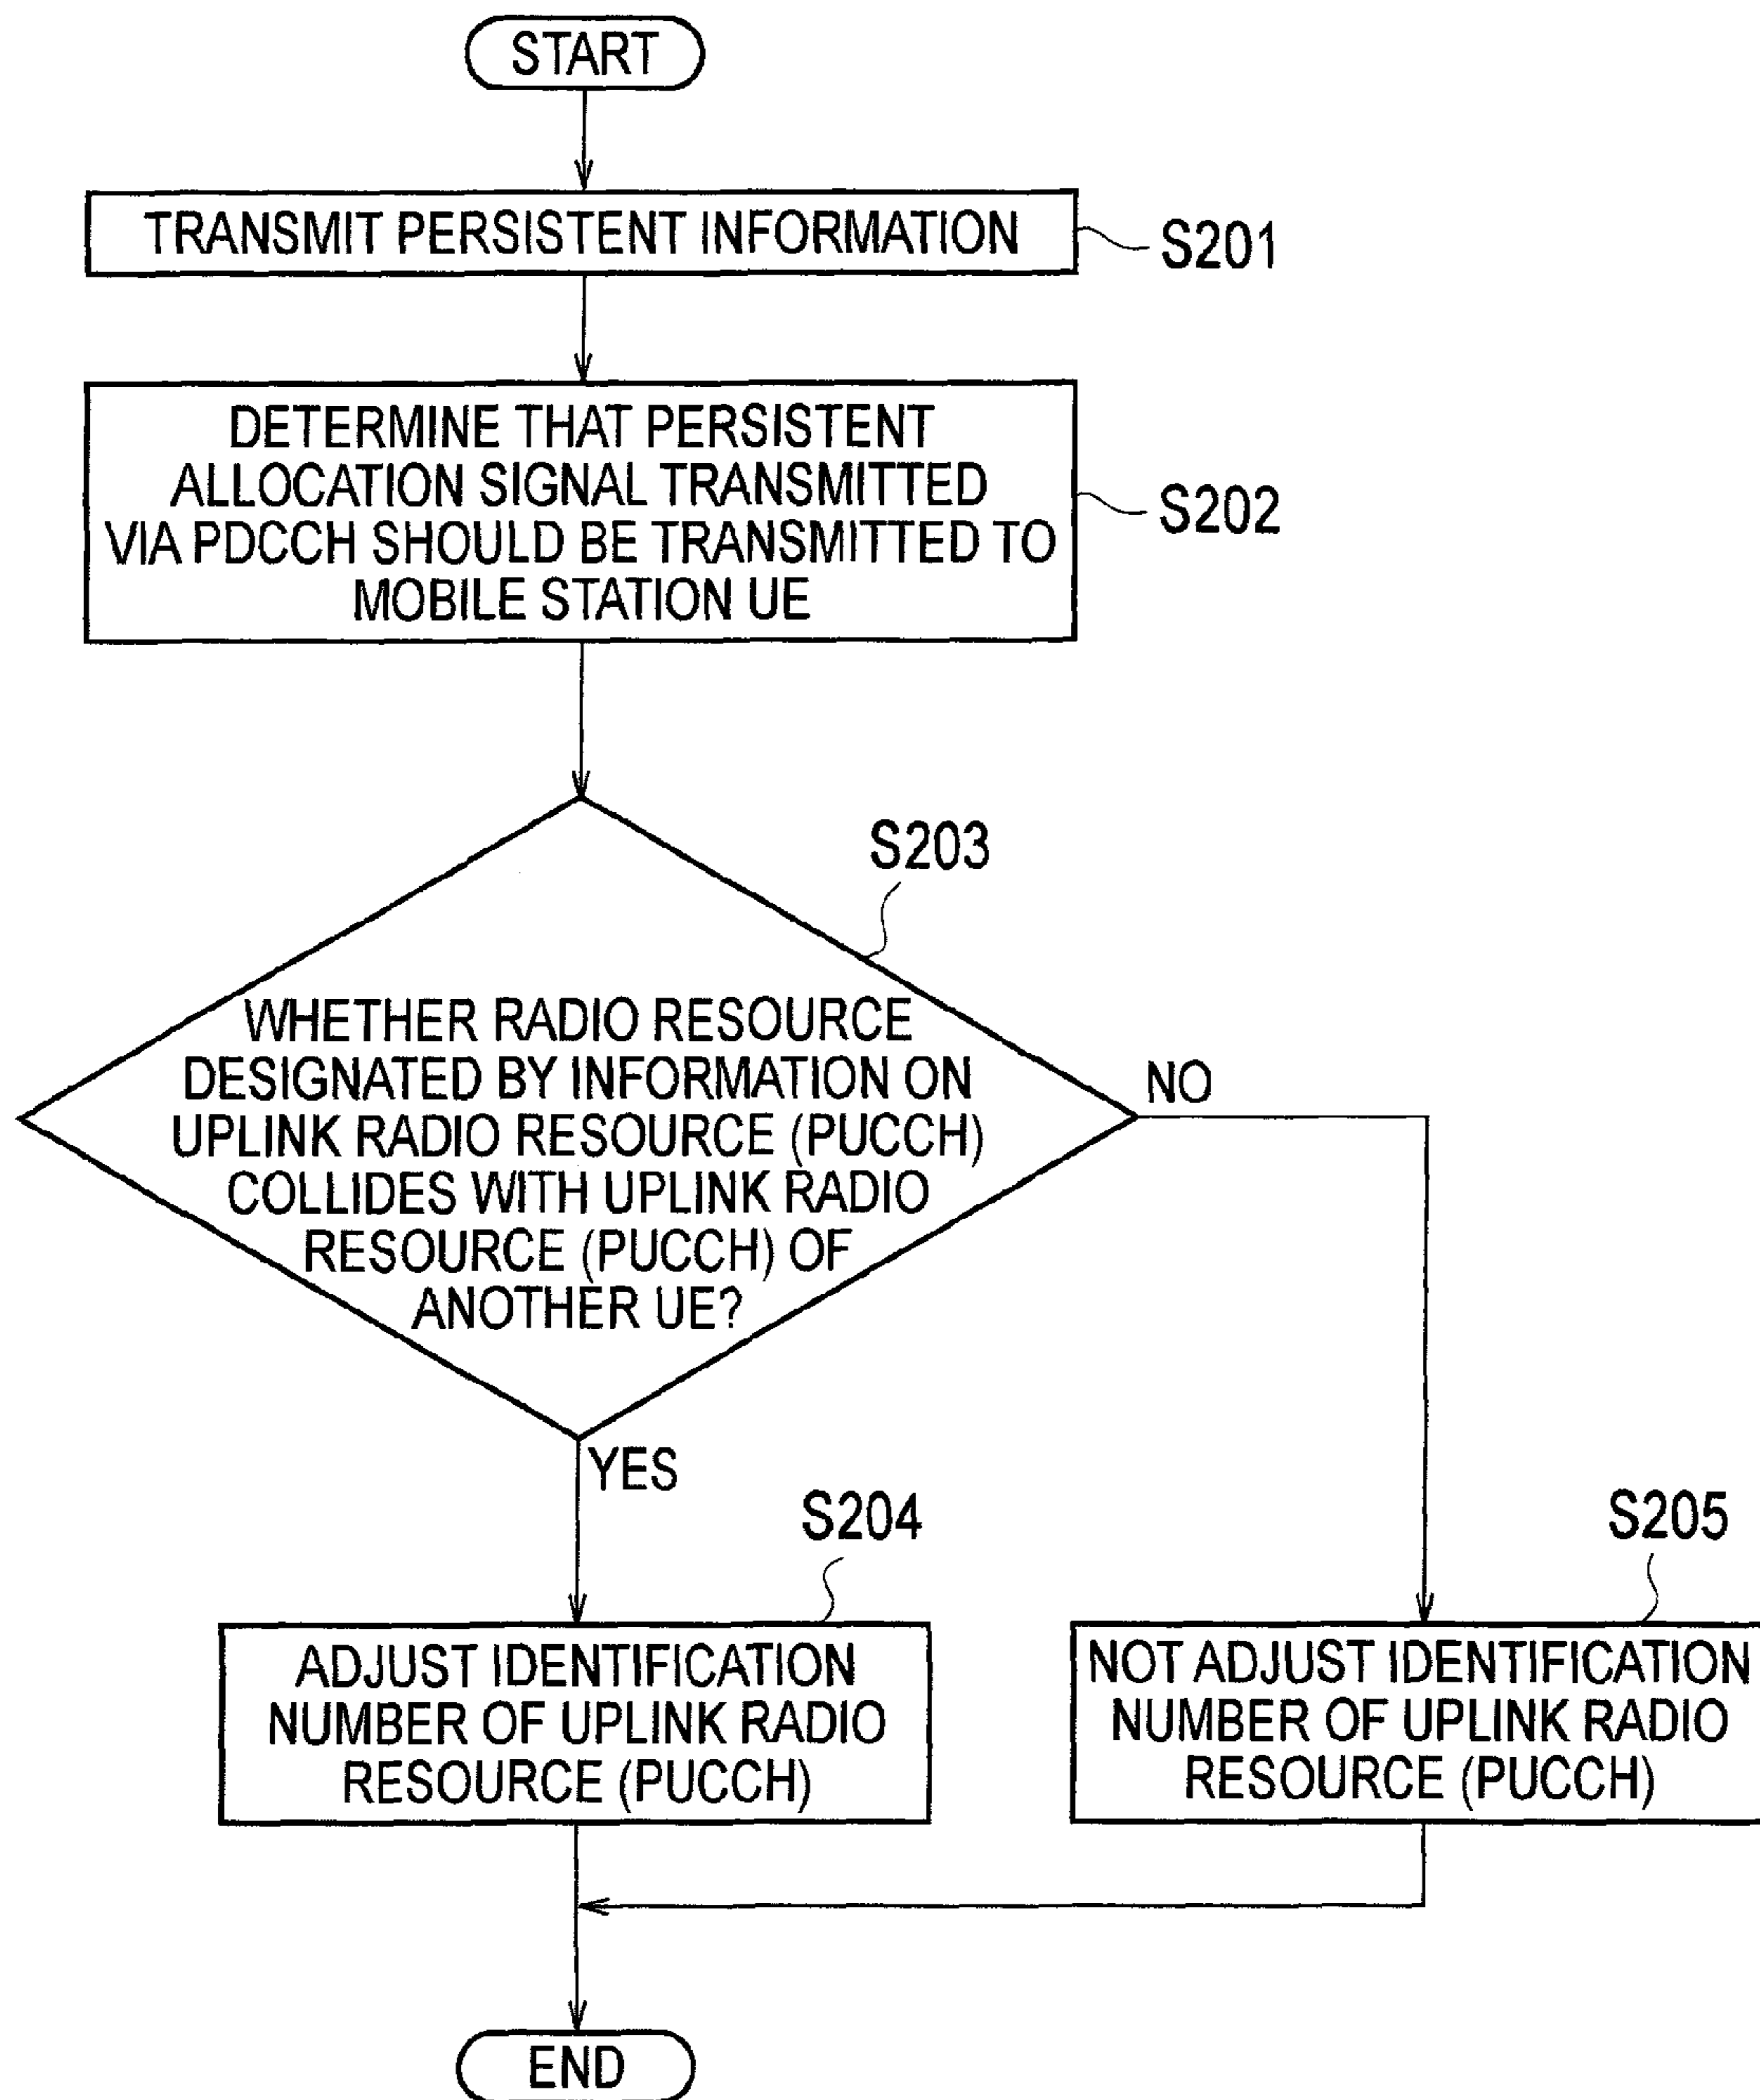 START
TRANSMIT PERSISTENT INFORMATION
S201
DETERMINE THAT PERSISTENT
ALLOCATION SIGNAL TRANSMITTED
VIA PDCCH SHOULD BE TRANSMITTED TO
MOBILE STATION UE
S202
S203
WHETHER RADIO RESOURCE
DESIGNATED BY INFORMATION ON
UPLINK RADIO RESOURCE (PUCCH)
COLLIDES WITH UPLINK RADIO
RESOURCE (PUCCH) OF
ANOTHER UE?
NO
YES
S204
ADJUST IDENTIFICATION
NUMBER OF UPLINK RADIO
RESOURCE (PUCCH)
S205
NOT ADJUST IDENTIFICATION
NUMBER OF UPLINK RADIO
RESOURCE (PUCCH)
END